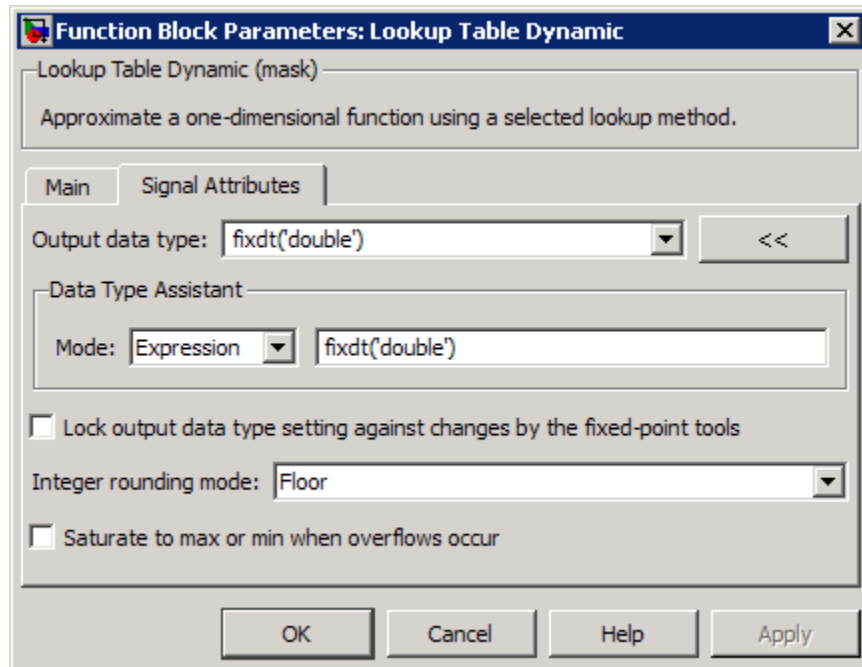 Function Block Parameters: Lookup Table Dynamic
Lookup Table Dynamic (mask)
Approximate a one-dimensional function using a selected lookup method.
Main Signal Attributes
Output data type: fixdt('double') <<
Data Type Assistant
Mode: Expression fixdt('double')
Lock output data type setting against changes by the fixed-point tools
Integer rounding mode: Floor
Saturate to max or min when overflows occur
OK Cancel Help Apply